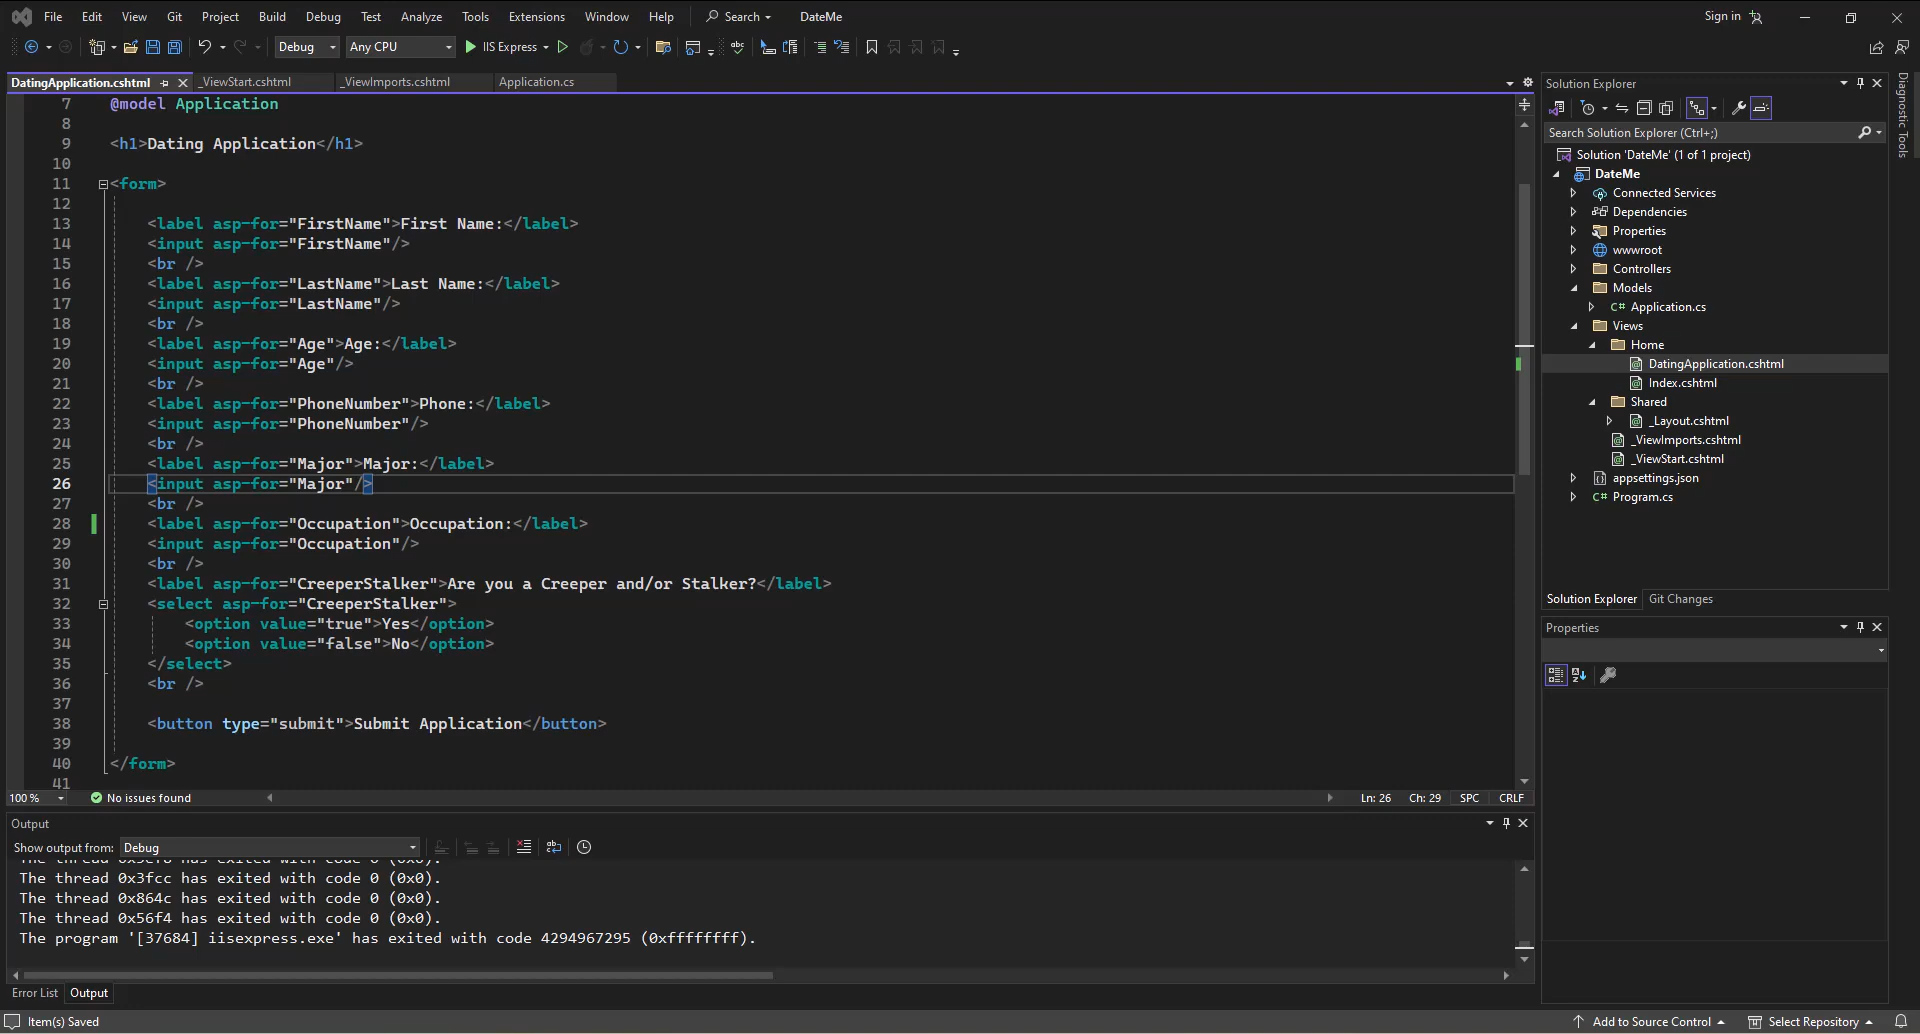 File Edit View Git Project Build Debug Test Analyze Tools Extensions Window Help Search DateMe Sign in
Debug Any CPU IIS Express
DatingApplication.cshtml _ViewStart.cshtml _ViewImports.cshtml Application.cs
7 @model Application
8
9 <h1>Dating Application</h1>
10
11 <form>
12
13 <label asp-for="FirstName">First Name:</label>
14 <input asp-for="FirstName"/>
15 <br />
16 <label asp-for="LastName">Last Name:</label>
17 <input asp-for="LastName"/>
18 <br />
19 <label asp-for="Age">Age:</label>
20 <input asp-for="Age"/>
21 <br />
22 <label asp-for="PhoneNumber">Phone:</label>
23 <input asp-for="PhoneNumber"/>
24 <br />
25 <label asp-for="Major">Major:</label>
26 <input asp-for="Major"/>
27 <br />
28 <label asp-for="Occupation">Occupation:</label>
29 <input asp-for="Occupation"/>
30 <br />
31 <label asp-for="CreeperStalker">Are you a Creeper and/or Stalker?</label>
32 <select asp-for="CreeperStalker">
33 <option value="true">Yes</option>
34 <option value="false">No</option>
35 </select>
36 <br />
37
38 <button type="submit">Submit Application</button>
39
40 </form>
41
100 % No issues found Ln: 26 Ch: 29 SPC CRLF
Output
Show output from: Debug
The thread 0x3fcc has exited with code 0 (0x0).
The thread 0x864c has exited with code 0 (0x0).
The thread 0x56f4 has exited with code 0 (0x0).
The program '[37684] iisexpress.exe' has exited with code 4294967295 (0xffffffff).
Error List Output
Item(s) Saved
Solution Explorer
Search Solution Explorer (Ctrl+;)
Solution 'DateMe' (1 of 1 project)
DateMe
Connected Services
Dependencies
Properties
wwwroot
Controllers
Models
C# Application.cs
Views
Home
DatingApplication.cshtml
Index.cshtml
Shared
_Layout.cshtml
_ViewImports.cshtml
_ViewStart.cshtml
appsettings.json
C# Program.cs
Solution Explorer Git Changes
Properties
Diagnostic Tools
Add to Source Control Select Repository